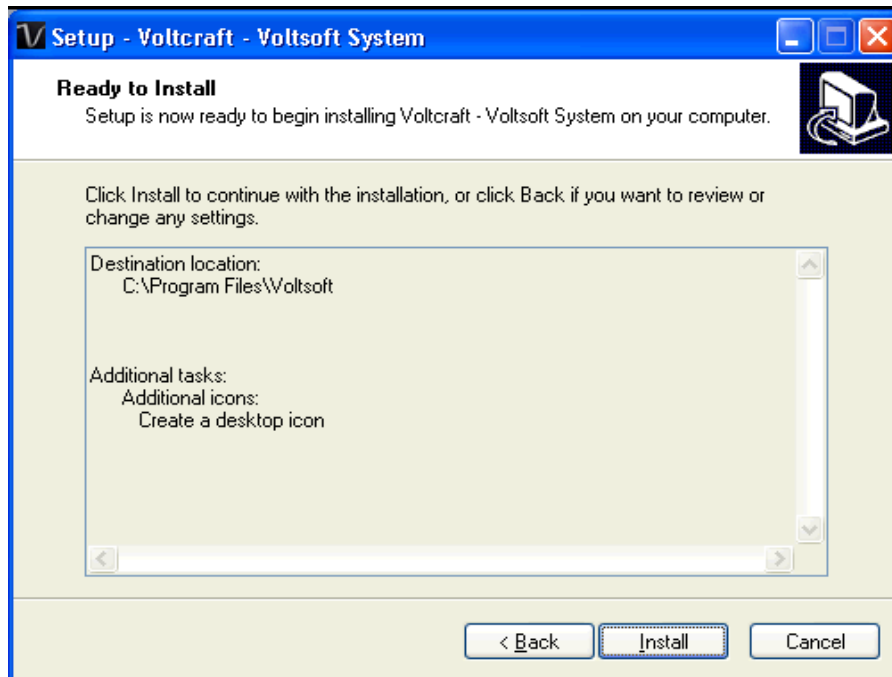 Setup - Voltcraft - Voltsoft System
Ready to Install
Setup is now ready to begin installing Voltcraft - Voltsoft System on your computer.
Click Install to continue with the installation, or click Back if you want to review or
change any settings.
Destination location:
C:\Program Files\Voltsoft
Additional tasks:
Additional icons:
Create a desktop icon
< Back
Install
Cancel